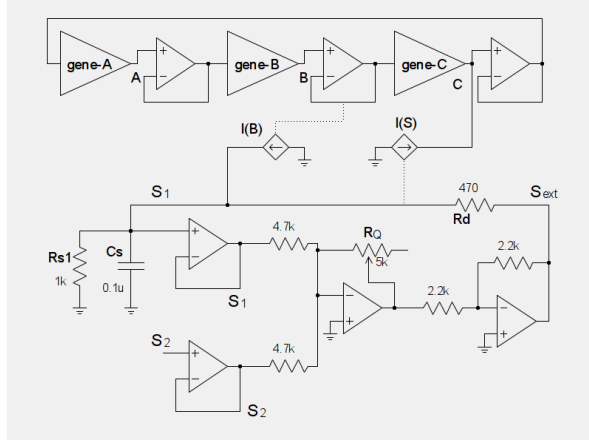 gene-A
A
gene-B
B
gene-C
C
I(B)
I(S)
S1
470
Rd
Sext
Rs1
1k
Cs
0.1u
4.7k
S1
RQ
5k
2.2k
2.2k
S2
4.7k
S2